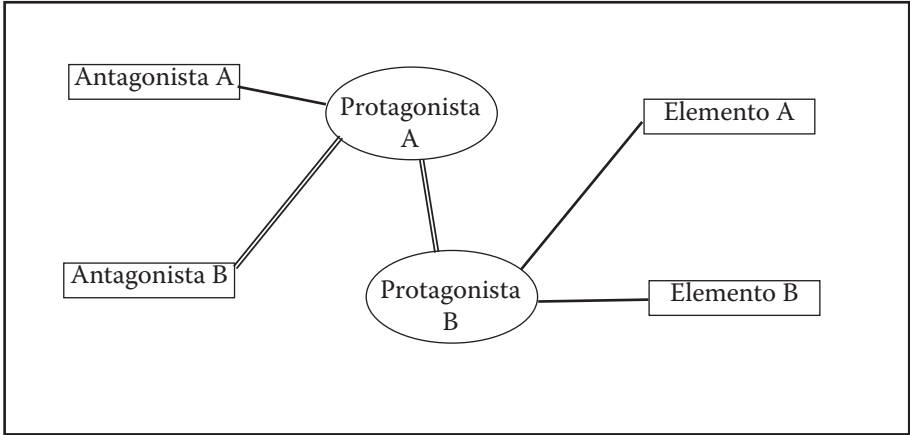 Antagonista A
Protagonista
A
Elemento A
Antagonista B
Protagonista
B
Elemento B